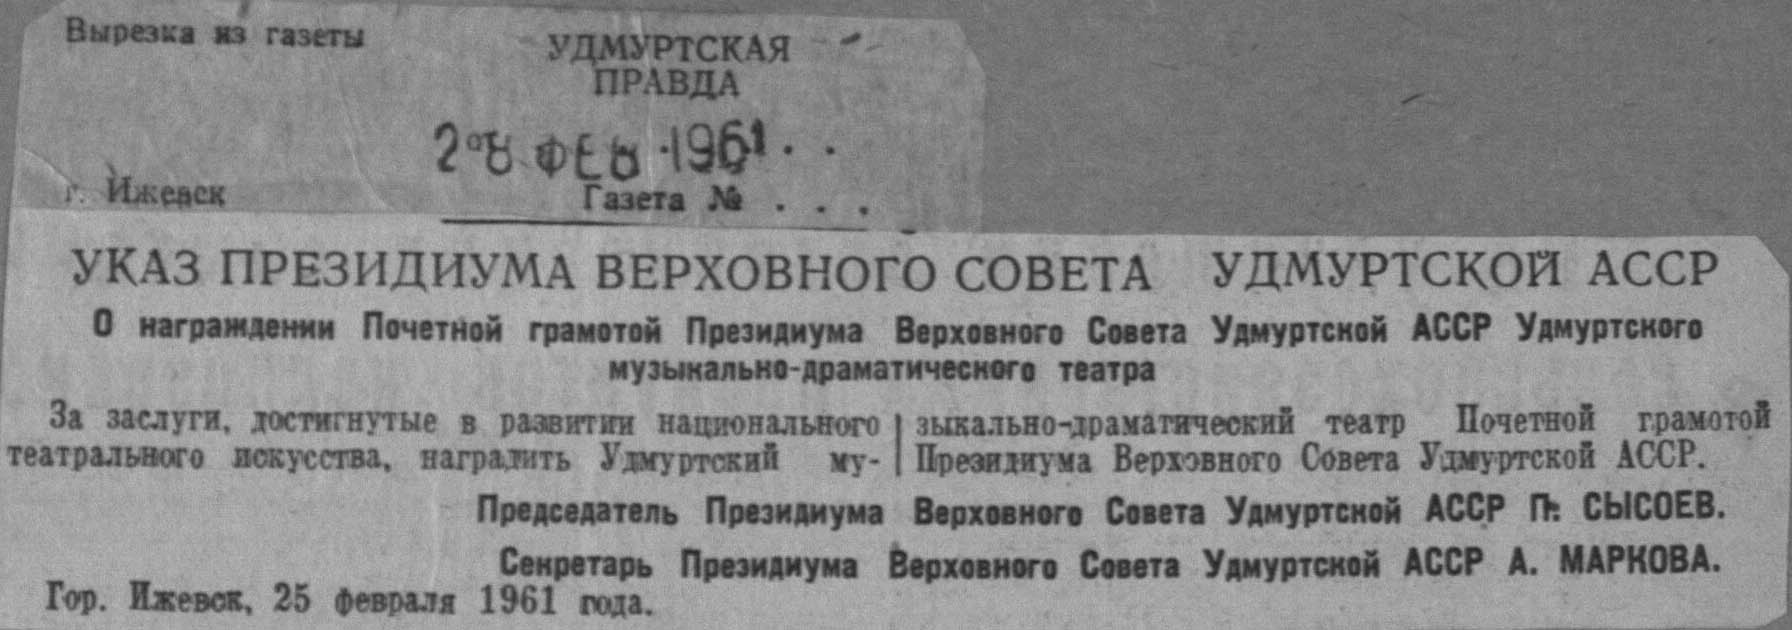 Вырезка из газеты
УДМУРТСКАЯ
ПРАВДА
28 ФЕВ 1961 . .
г. Ижевск
Газета № . . .
УКАЗ ПРЕЗИДИУМА ВЕРХОВНОГО СОВЕТА УДМУРТСКОЙ АССР
О награждении Почетной грамотой Президиума Верховного Совета Удмуртской АССР Удмуртского
музыкально-драматического театра
За заслуги, достигнутые в развитии национального
театрального искусства, наградить Удмуртский му-
зыкально-драматический театр Почетной грамотой
Президиума Верховного Совета Удмуртской АССР.
Председатель Президиума Верховного Совета Удмуртской АССР П. СЫСОЕВ.
Секретарь Президиума Верховного Совета Удмуртской АССР А. МАРКОВА.
Гор. Ижевск, 25 февраля 1961 года.